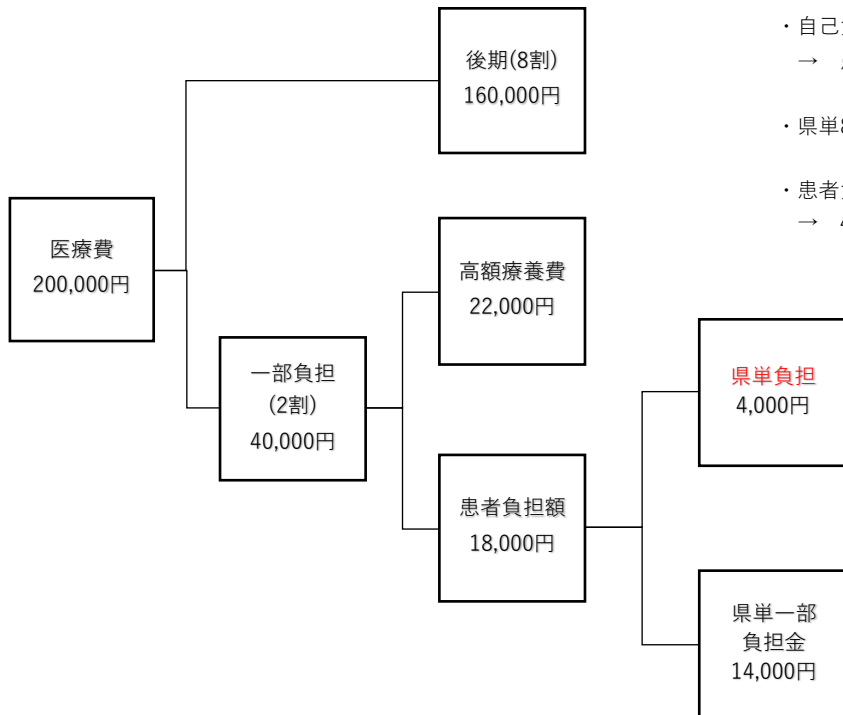 後期(8割)
160,000円
・自己
→
・県単
・患者
→
医療費
200,000円
高額療養費
22,000円
一部負担
(2割)
40,000円
県単負担
4,000円
患者負担額
18,000円
県単一部
負担金
14,000円